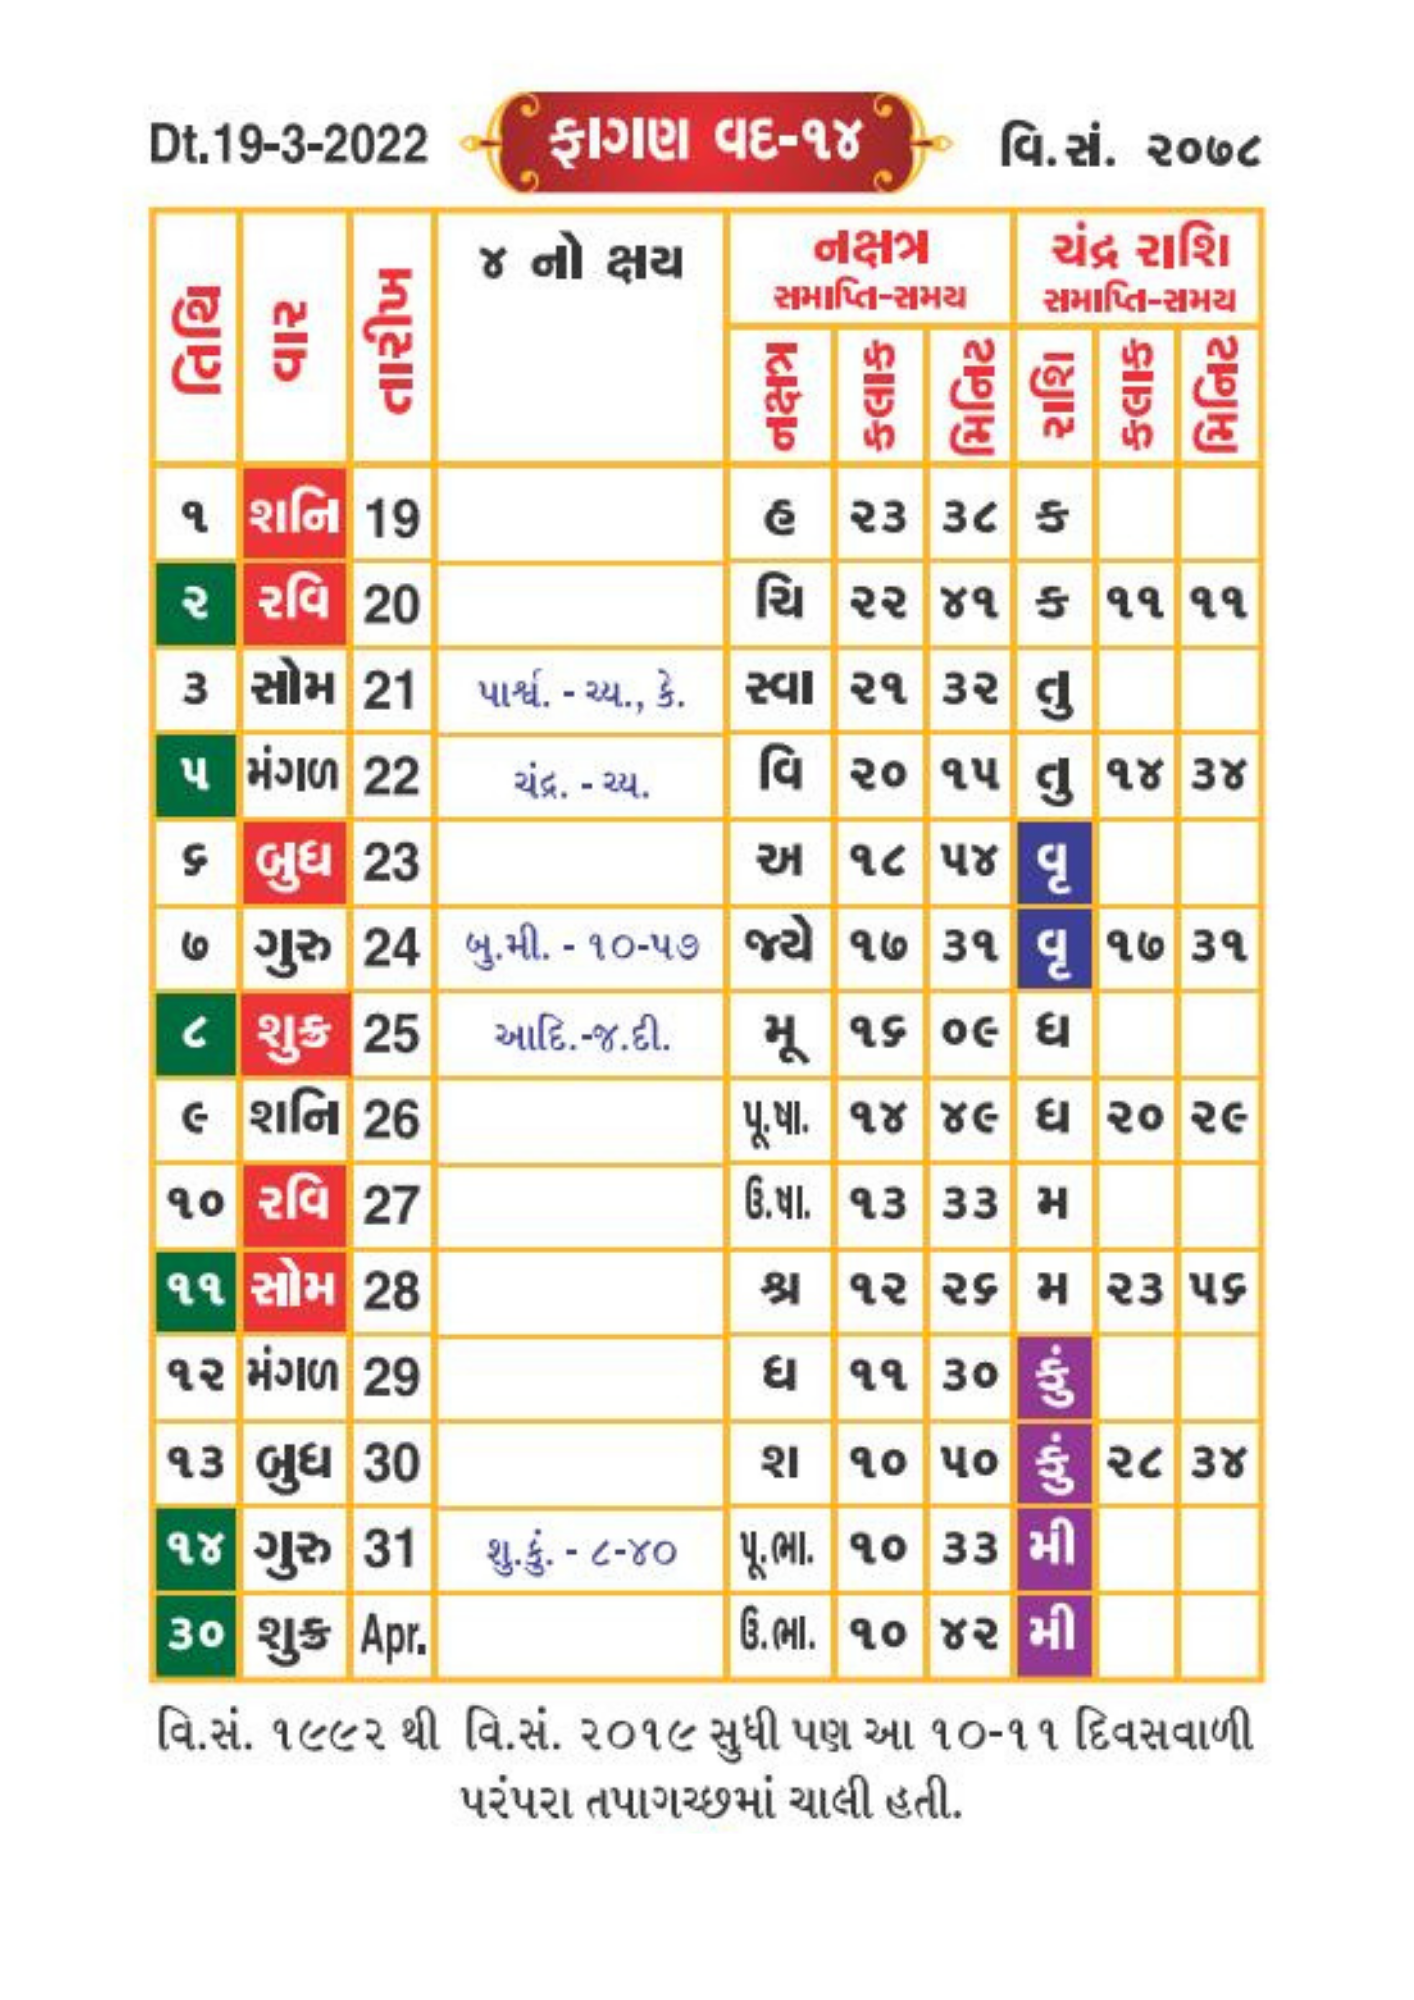 Dt.19-3-2022 ફાગણ વદ-૧૪ વિ.સં. ૨૦૭૮
તિથિ વાર તારીખ ૪ નો ક્ષય નક્ષત્ર સમાપ્તિ-સમય ચંદ્ર રાશિ સમાપ્તિ-સમય
નક્ષત્ર કલાક મિનિટ રાશિ કલાક મિનિટ
૧ શનિ 19 હ ૨૩ ૩૮ ક
૨ રવિ 20 ચિ ૨૨ ૪૧ ક ૧૧ ૧૧
૩ સોમ 21 પાર્શ્વ. - ચ્ય., કે. સ્વા ૨૧ ૩૨ તુ
૫ મંગળ 22 ચંદ્ર. - ચ્ય. વિ ૨૦ ૧૫ તુ ૧૪ ૩૪
૬ બુધ 23 અ ૧૮ ૫૪ વૃ
૭ ગુરુ 24 બુ.મી. - ૧૦-૫૭ જ્યે ૧૭ ૩૧ વૃ ૧૭ ૩૧
૮ શુક્ર 25 આદિ.-જ.દી. મૂ ૧૬ ૦૯ ધ
૯ શનિ 26 પૂ.ષા. ૧૪ ૪૯ ધ ૨૦ ૨૯
૧૦ રવિ 27 ઉ.ષા. ૧૩ ૩૩ મ
૧૧ સોમ 28 શ્ર ૧૨ ૨૬ મ ૨૩ ૫૬
૧૨ મંગળ 29 ધ ૧૧ ૩૦ કું
૧૩ બુધ 30 શ ૧૦ ૫૦ કું ૨૮ ૩૪
૧૪ ગુરુ 31 શુ.કું. - ૮-૪૦ પૂ.ભા. ૧૦ ૩૩ મી
૩૦ શુક્ર Apr. ઉ.ભા. ૧૦ ૪૨ મી
વિ.સં. ૧૯૯૨ થી વિ.સં. ૨૦૧૯ સુધી પણ આ ૧૦-૧૧ દિવસવાળી
પરંપરા તપાગચ્છમાં ચાલી હતી.